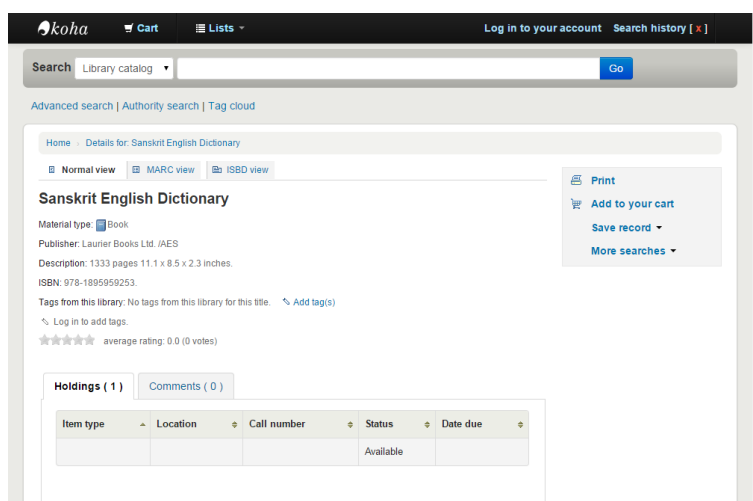 koha Cart Lists Log in to your account Search history [ x ]
Search Library catalog Go
Advanced search | Authority search | Tag cloud
Home › Details for: Sanskrit English Dictionary
Normal view MARC view ISBD view
Sanskrit English Dictionary
Material type: Book
Publisher: Laurier Books Ltd. /AES
Description: 1333 pages 11.1 x 8.5 x 2.3 inches.
ISBN: 978-1895959253.
Tags from this library: No tags from this library for this title. Add tag(s)
Log in to add tags.
average rating: 0.0 (0 votes)
Print
Add to your cart
Save record
More searches
Holdings ( 1 ) Comments ( 0 )
Item type Location Call number Status Date due
Available